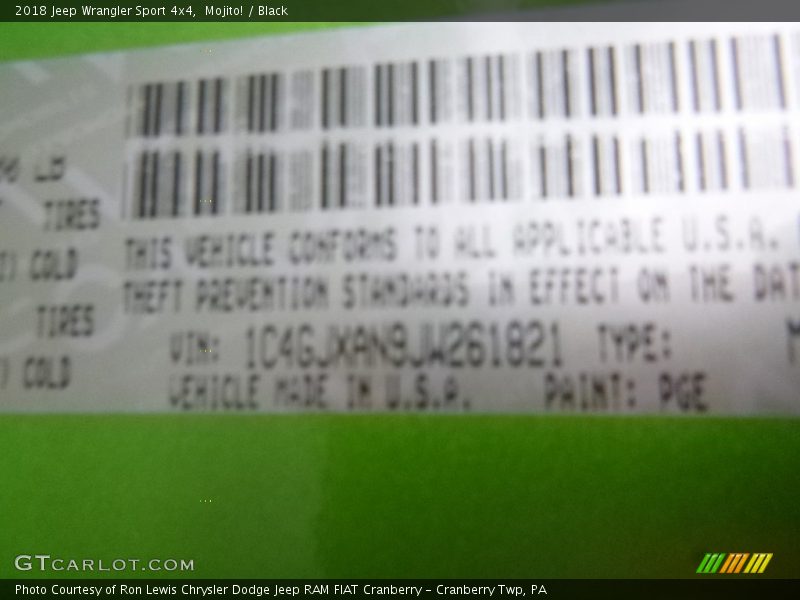 2018 Jeep Wrangler Sport 4x4, Mojito! / Black
LB
TIRES
COLD
TIRES
COLD
THIS VEHICLE CONFORMS TO ALL APPLICABLE U.S.A.
THEFT PREVENTION STANDARDS IN EFFECT ON THE DAT
VIN: 1C4GJXAN9JW261821 TYPE: M
VEHICLE MADE IN U.S.A. PAINT: PGE
GTCARLOT.COM
Photo Courtesy of Ron Lewis Chrysler Dodge Jeep RAM FIAT Cranberry – Cranberry Twp, PA